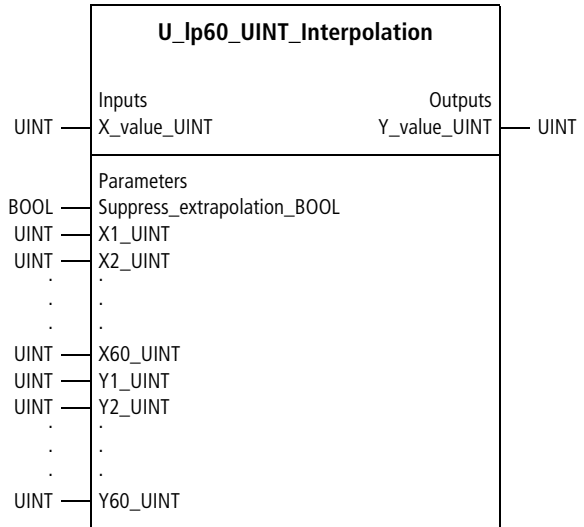 U_lp60_UINT_Interpolation
Inputs Outputs
UINT X_value_UINT Y_value_UINT UINT
Parameters
BOOL Suppress_extrapolation_BOOL
UINT X1_UINT
UINT X2_UINT
. .
. .
. .
UINT X60_UINT
UINT Y1_UINT
UINT Y2_UINT
. .
. .
. .
UINT Y60_UINT